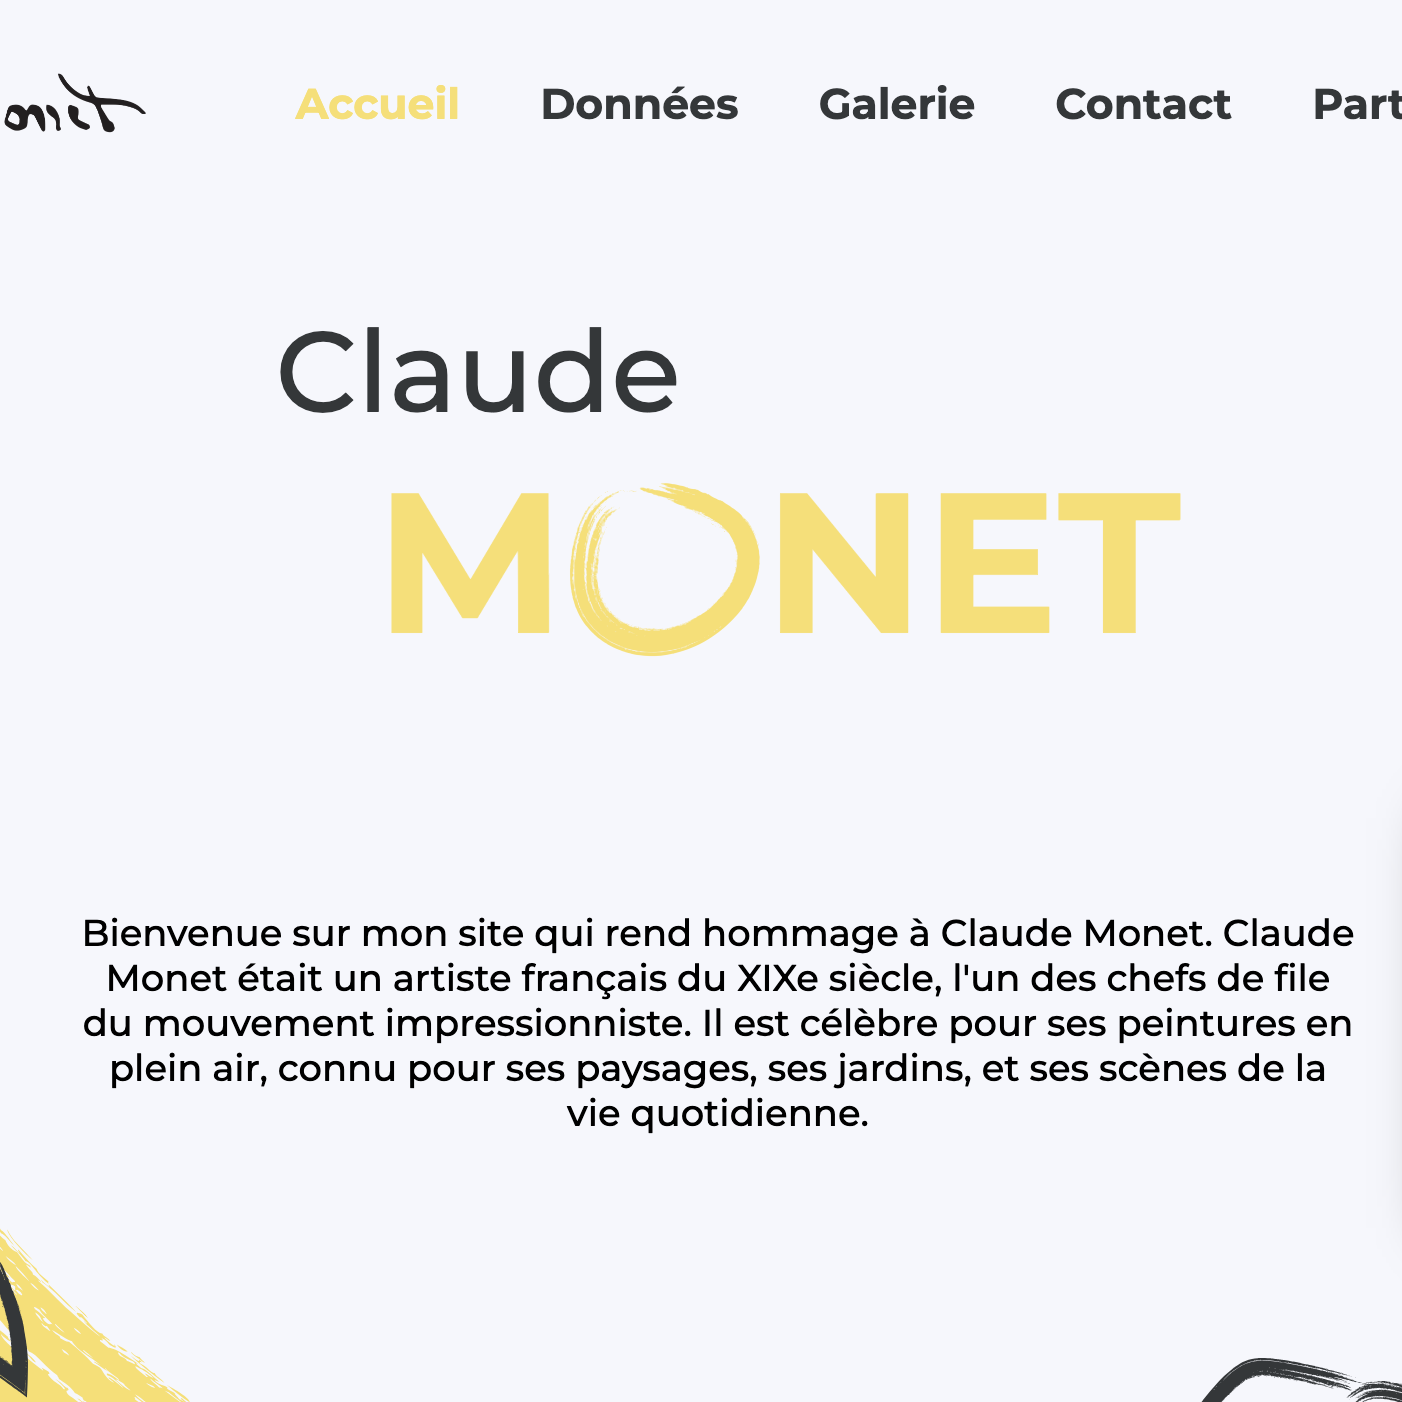 onet
Accueil Données Galerie Contact Part
Claude
MONET
Bienvenue sur mon site qui rend hommage à Claude Monet. Claude
Monet était un artiste français du XIXe siècle, l'un des chefs de file
du mouvement impressionniste. Il est célèbre pour ses peintures en
plein air, connu pour ses paysages, ses jardins, et ses scènes de la
vie quotidienne.